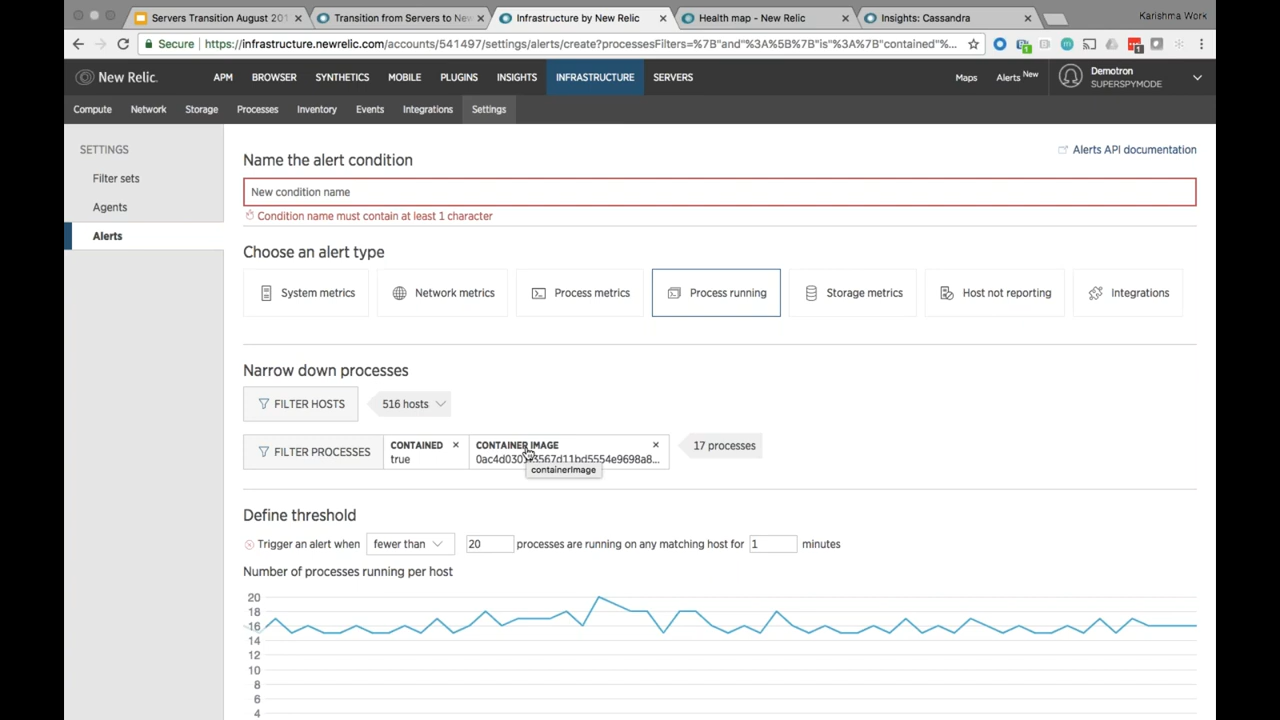 Servers Transition August 201
Transition from Servers to New
Infrastructure by New Relic
Health map - New Relic
Insights: Cassandra
Karishma Work
Secure
https://infrastructure.newrelic.com/accounts/541497/settings/alerts/create?processesFilters=%7B"and"%3A%5B%7B"is"%3A%7B"contained"%...
New Relic.
APM
BROWSER
SYNTHETICS
MOBILE
PLUGINS
INSIGHTS
INFRASTRUCTURE
SERVERS
Maps
Alerts New
Demotron
SUPERSPYMODE
Compute
Network
Storage
Processes
Inventory
Events
Integrations
Settings
SETTINGS
Filter sets
Agents
Alerts
Alerts API documentation
Name the alert condition
New condition name
Condition name must contain at least 1 character
Choose an alert type
System metrics
Network metrics
Process metrics
Process running
Storage metrics
Host not reporting
Integrations
Narrow down processes
FILTER HOSTS
516 hosts
FILTER PROCESSES
CONTAINED
true
CONTAINER IMAGE
17 processes
containerImage
Define threshold
Trigger an alert when fewer than 20 processes are running on any matching host for 1 minutes
Number of processes running per host
20
18
16
14
12
10
8
6
4